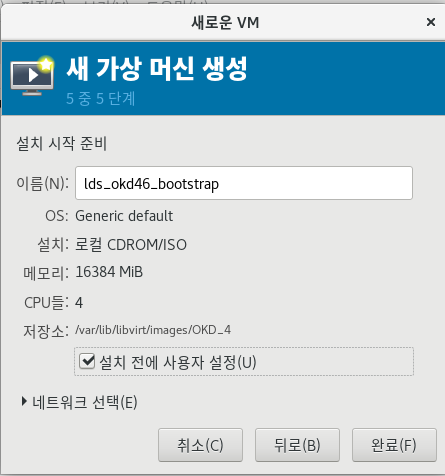 새로운 VM
새 가상 머신 생성
5 중 5 단계
설치 시작 준비
이름(N): lds_okd46_bootstrap
OS: Generic default
설치: 로컬 CDROM/ISO
메모리: 16384 MiB
CPU들: 4
저장소: /var/lib/libvirt/images/OKD_4
설치 전에 사용자 설정(U)
네트워크 선택(E)
취소(C) 뒤로(B) 완료(F)